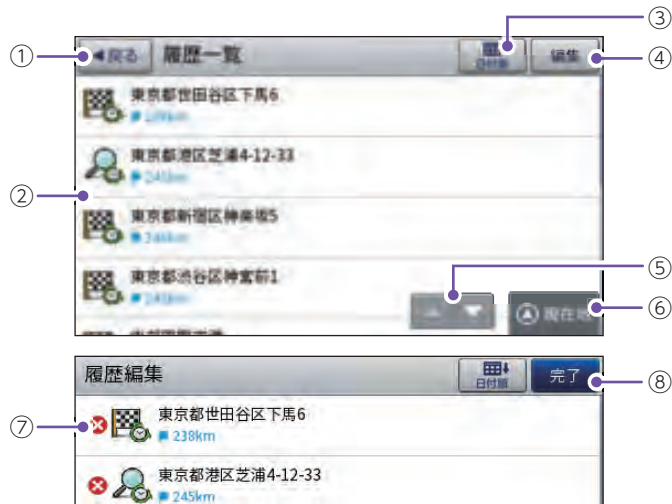 ③
① ◀戻る 履歴一覧 日付順 編集 ④
東京都世田谷区下馬6
東京都港区芝浦4-12-33
②
245km
東京都新宿区神楽坂5
東京都渋谷区神宮前1
⑤
現在地 ⑥
履歴編集 日付順 完了 ⑧
東京都世田谷区下馬6
⑦
238km
東京都港区芝浦4-12-33
245km